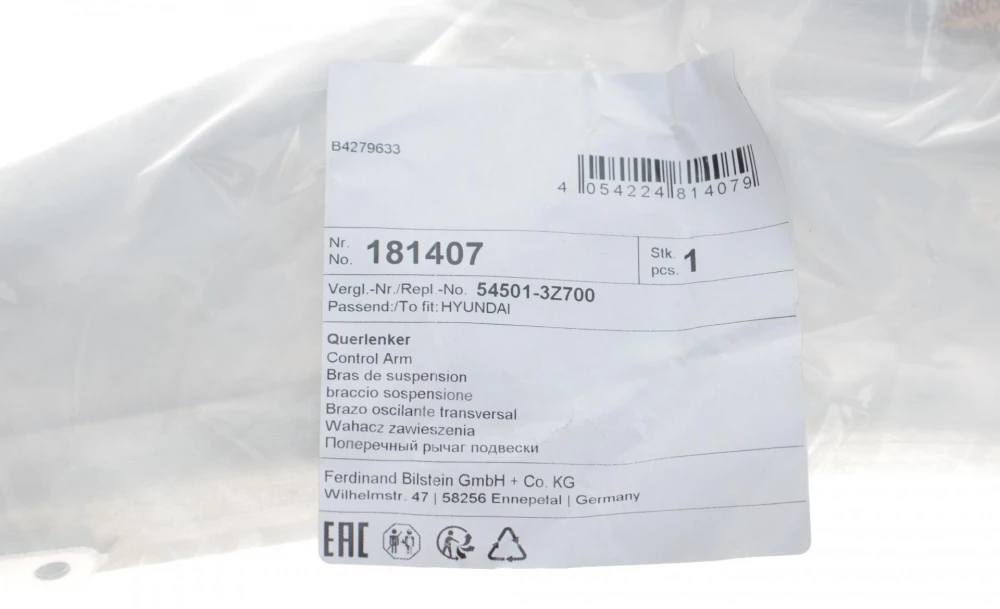 B4279633
4 054224 814079
Nr.
No. 181407
Stk.
pcs. 1
Vergl.-Nr./Repl.-No. 54501-3Z700
Passend:/To fit: HYUNDAI
Querlenker
Control Arm
Bras de suspension
braccio sospensione
Brazo oscilante transversal
Wahacz zawieszenia
Поперечный рычаг подвески
Ferdinand Bilstein GmbH + Co. KG
Wilhelmstr. 47 | 58256 Ennepetal | Germany
EAC